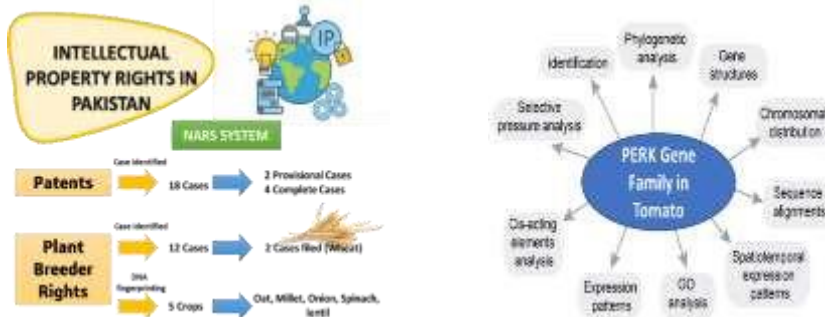 INTELLECTUAL
PROPERTY RIGHTS IN
PAKISTAN
IP
NARS SYSTEM
Case identified
Patents
18 Cases
2 Provisional Cases
4 Complete Cases
Case identified
Plant
Breeder
Rights
12 Cases
2 Cases filed (Wheat)
DNA
fingerprinting
5 Crops
Oat, Millet, Onion, Spinach,
lentil
Phylogenetic
analysis
identification
Gene
structures
Selective
pressure analysis
Chromosomal
distribution
PERK Gene
Family in
Tomato
Sequence
alignments
Cis-acting
elements
analysis
Spatiotemporal
expression
patterns
Expression
patterns
GO
analysis